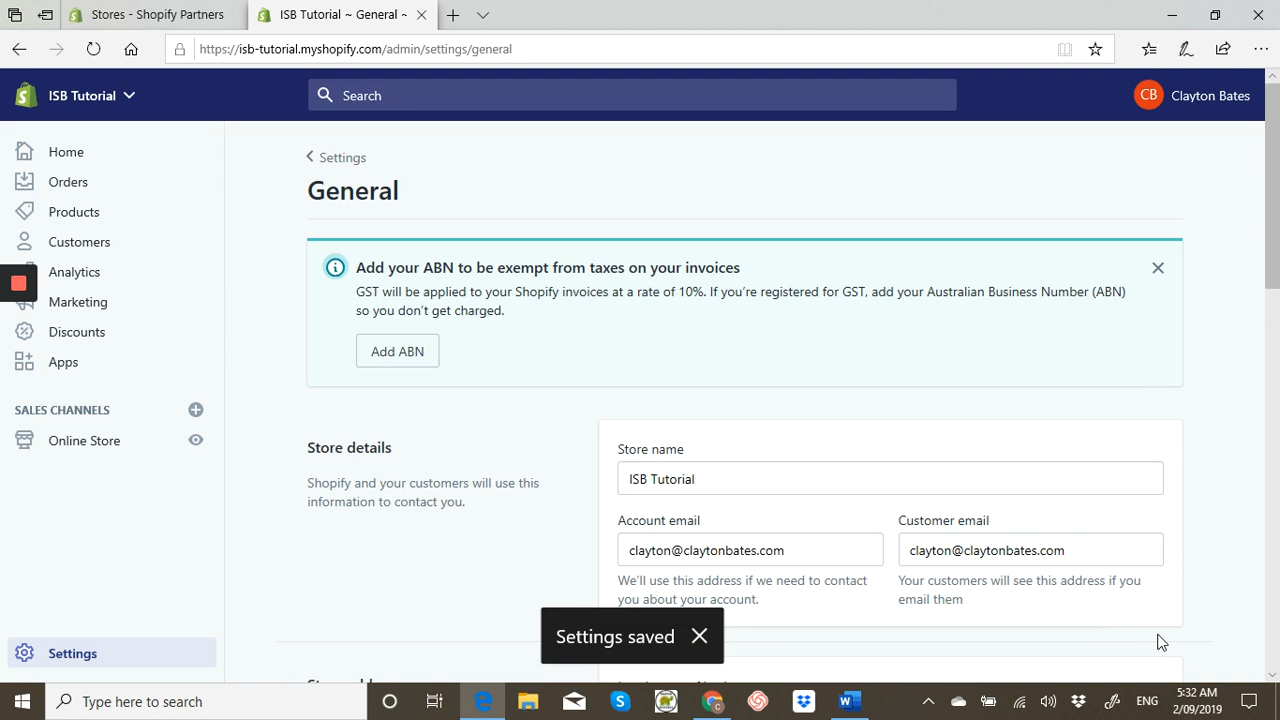 Stores - Shopify Partners
ISB Tutorial ~ General ~
https://isb-tutorial.myshopify.com/admin/settings/general
ISB Tutorial
Search
CB
Clayton Bates
Home
Orders
Products
Customers
Analytics
Marketing
Discounts
Apps
SALES CHANNELS
Online Store
Settings
Settings
General
Add your ABN to be exempt from taxes on your invoices
GST will be applied to your Shopify invoices at a rate of 10%. If you're registered for GST, add your Australian Business Number (ABN)
so you don't get charged.
Add ABN
Store details
Shopify and your customers will use this
information to contact you.
Store name
ISB Tutorial
Account email
clayton@claytonbates.com
We'll use this address if we need to contact
you about your account.
Customer email
clayton@claytonbates.com
Your customers will see this address if you
email them
Settings saved
Type here to search
ENG
5:32 AM
2/09/2019